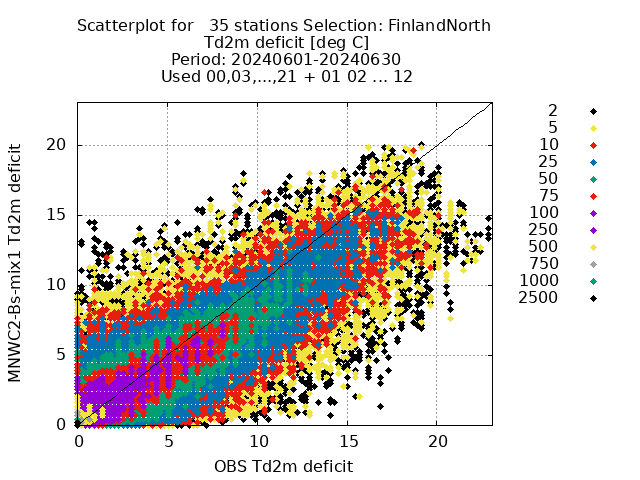 Scatterplot for   35 stations Selection: FinlandNorth
Td2m deficit [deg C]
Period: 20240601-20240630
Used 00,03,...,21 + 01 02 ... 12
MNWC2-Bs-mix1 Td2m deficit
20
15
10
5
0
0 5 10 15 20
OBS Td2m deficit
2
5
10
25
50
75
100
250
500
750
1000
2500